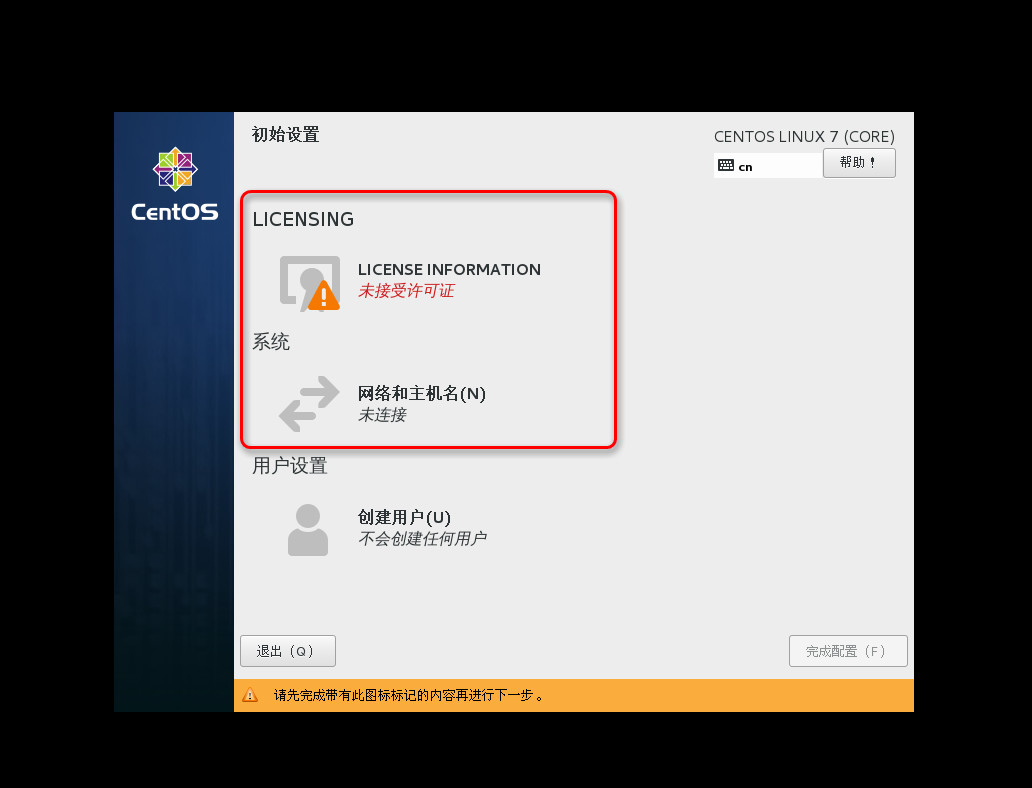 初始设置
CENTOS LINUX 7 (CORE)
cn
帮助！
CentOS
LICENSING
LICENSE INFORMATION
未接受许可证
系统
网络和主机名(N)
未连接
用户设置
创建用户(U)
不会创建任何用户
退出（Q）
完成配置（F）
请先完成带有此图标标记的内容再进行下一步。